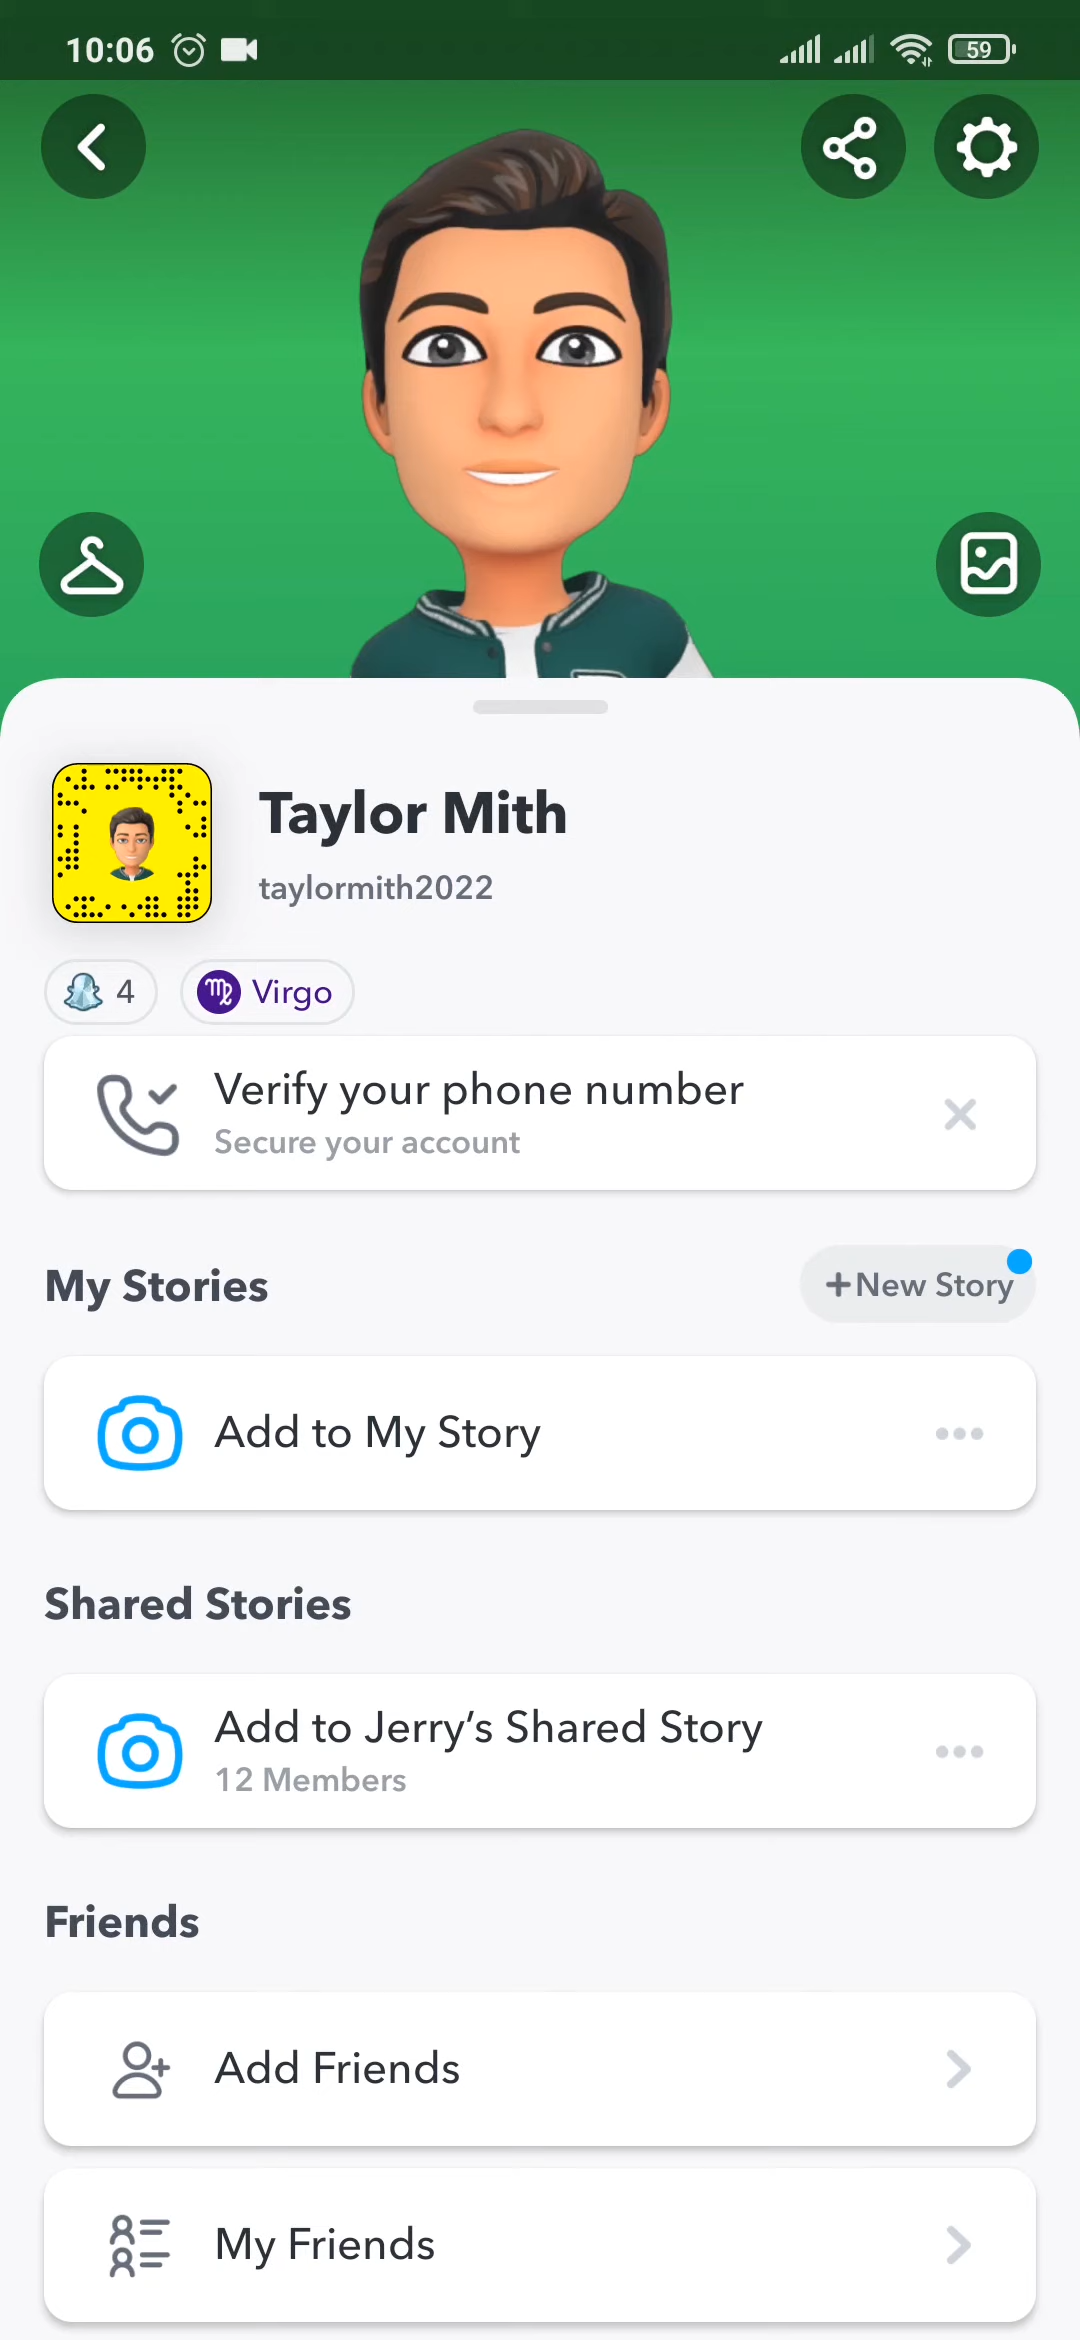 10:06
59
Taylor Mith
taylormith2022
4
Virgo
Verify your phone number
Secure your account
My Stories
+New Story
Add to My Story
Shared Stories
Add to Jerry’s Shared Story
12 Members
Friends
Add Friends
My Friends